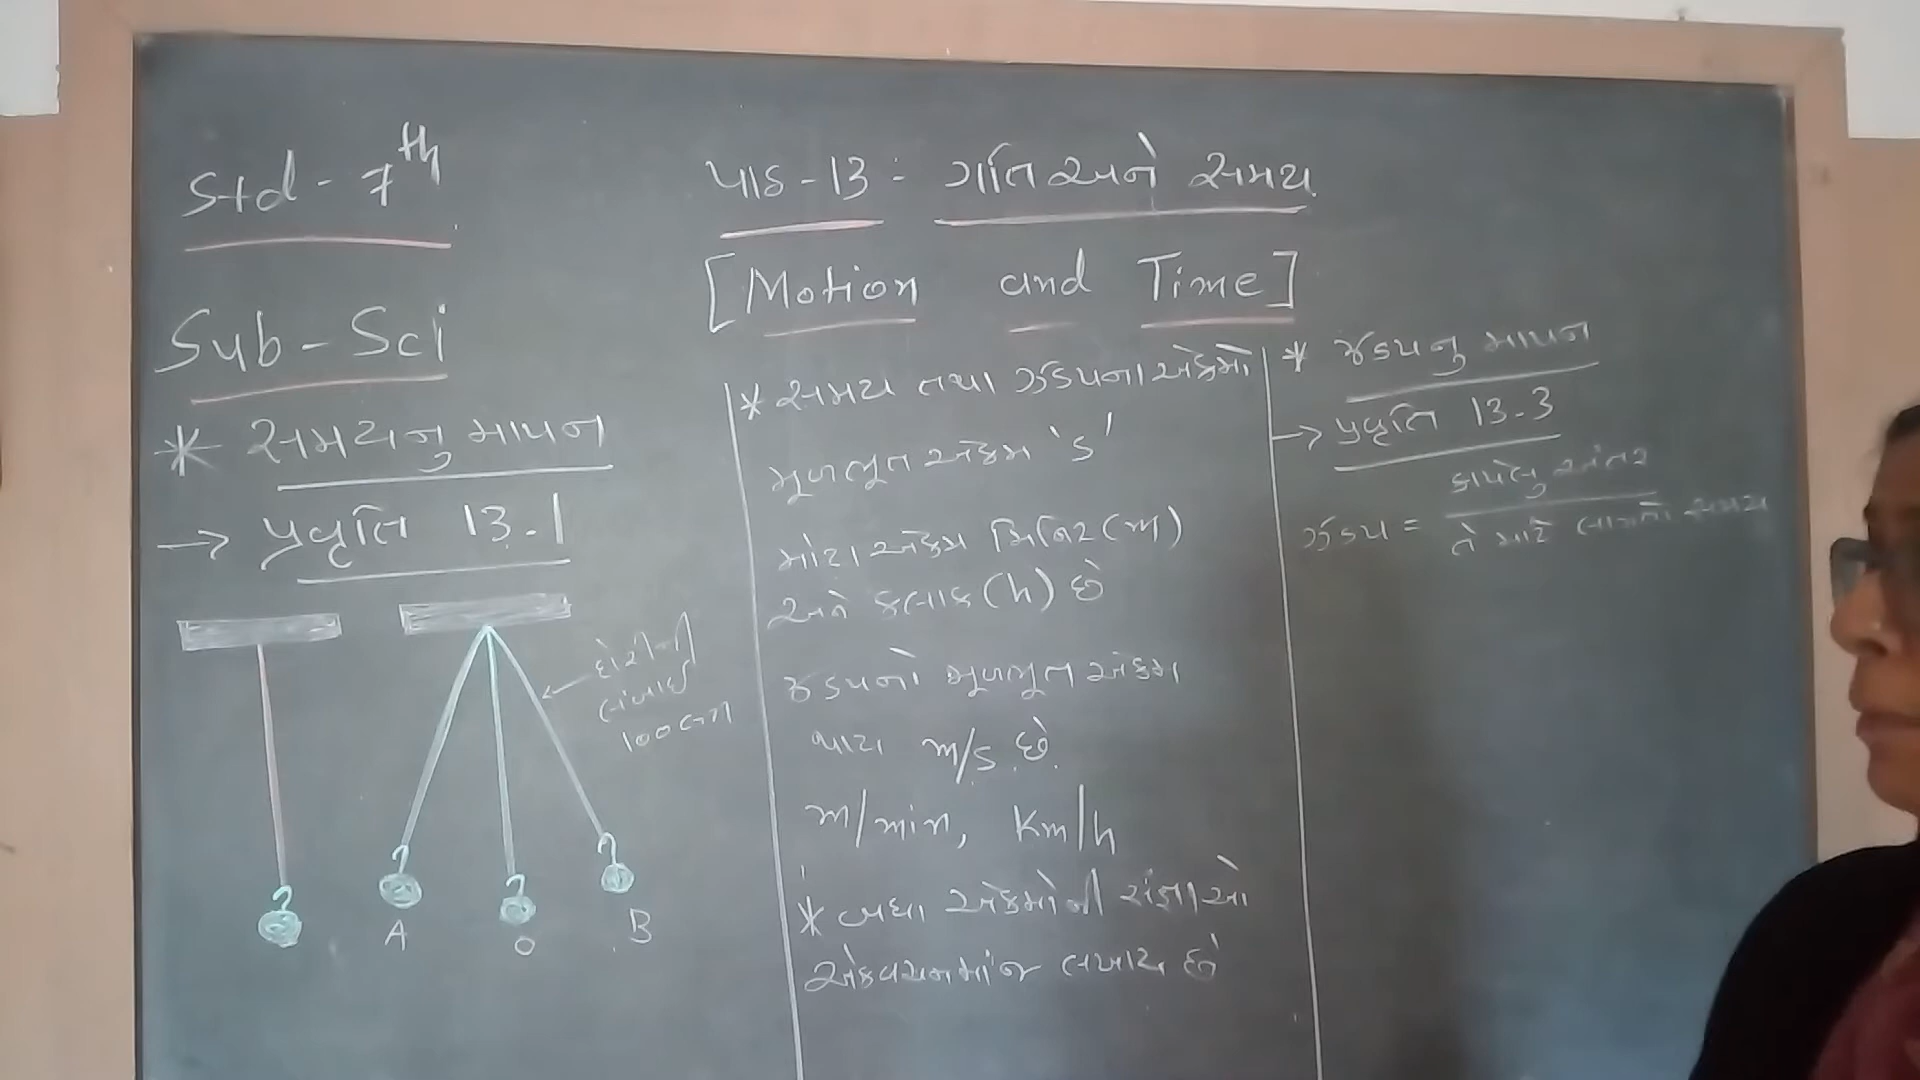 Std - 7th
Sub - Sci
પાઠ - 13 : ગતિ અને સમય
[Motion and Time]
* સમયનુ માપન
→ પ્રવૃતિ 13.1
દોરીની
લંબાઈ
100 cm
A
O
B
* સમય તથા ઝડપના એકમો
મૂળભૂત એકમ 's'
મોટા એકમ મિનિટ (m)
અને કલાક (h) છે
ઝડપનો મૂળભૂત એકમ
m/s છે.
m/min, Km/h
* બધા એકમોની સંજ્ઞાઓ
એકવચનમાં જ લખાય છે
* ઝડપનુ માપન
→ પ્રવૃતિ 13.3
ઝડપ = કાપેલુ અંતર
તે માટે લાગતો સમય